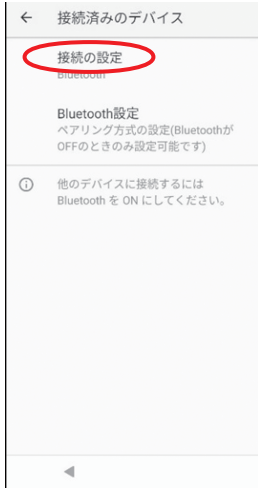 接続済みのデバイス
接続の設定
Bluetooth
Bluetooth設定
ペアリング方式の設定(Bluetoothが
OFFのときのみ設定可能です)
他のデバイスに接続するには
Bluetooth を ON にしてください。